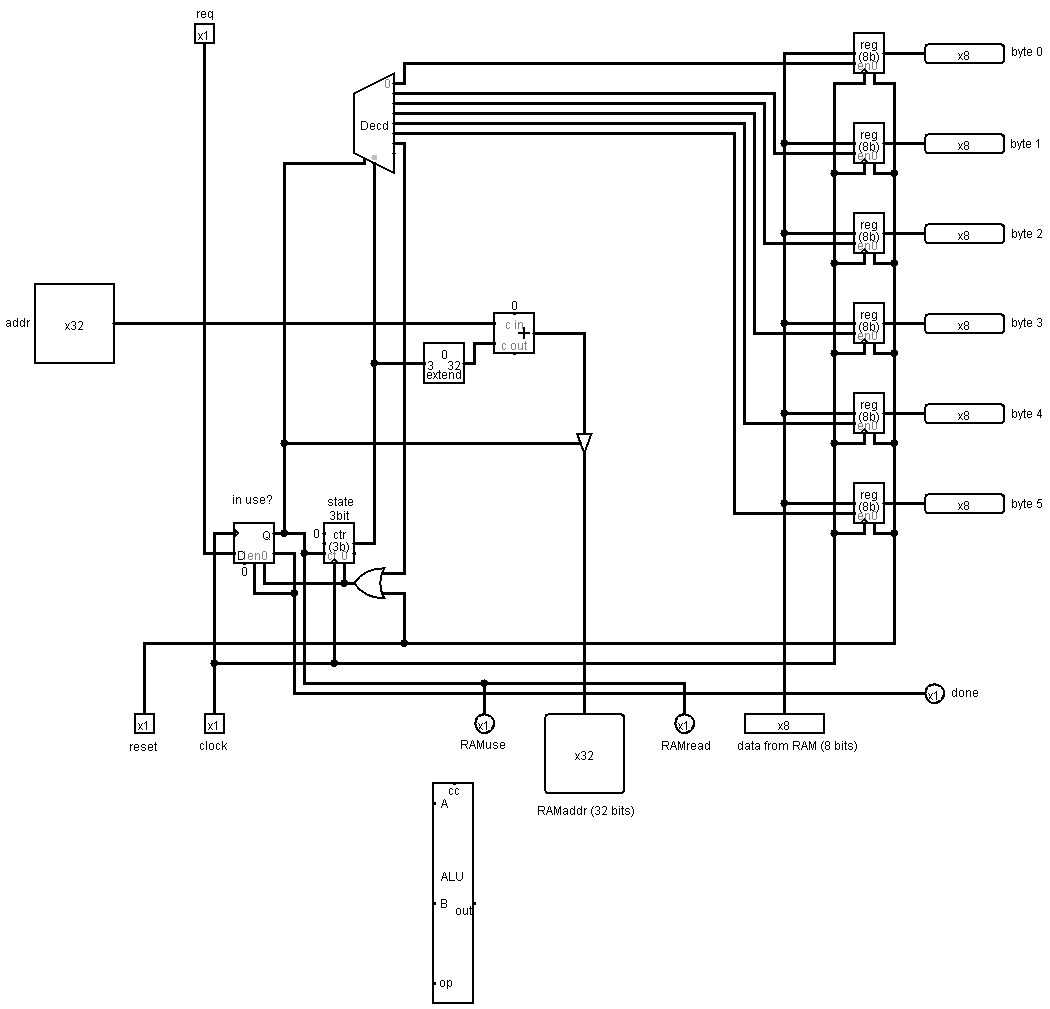 req
x1
reg
(8b)
en0
x8
byte 0
0
Decd
reg
(8b)
en0
x8
byte 1
reg
(8b)
en0
x8
byte 2
addr
x32
0
c in
+
c out
0
3 32
extend
reg
(8b)
en0
x8
byte 3
reg
(8b)
en0
x8
byte 4
in use?
Q
D en0
0
state
3bit
0
ctr
(3b)
reg
(8b)
en0
x8
byte 5
x1
done
x1
reset
x1
clock
x1
RAMuse
x32
RAMaddr (32 bits)
x1
RAMread
x8
data from RAM (8 bits)
cc
A
ALU
B
out
op